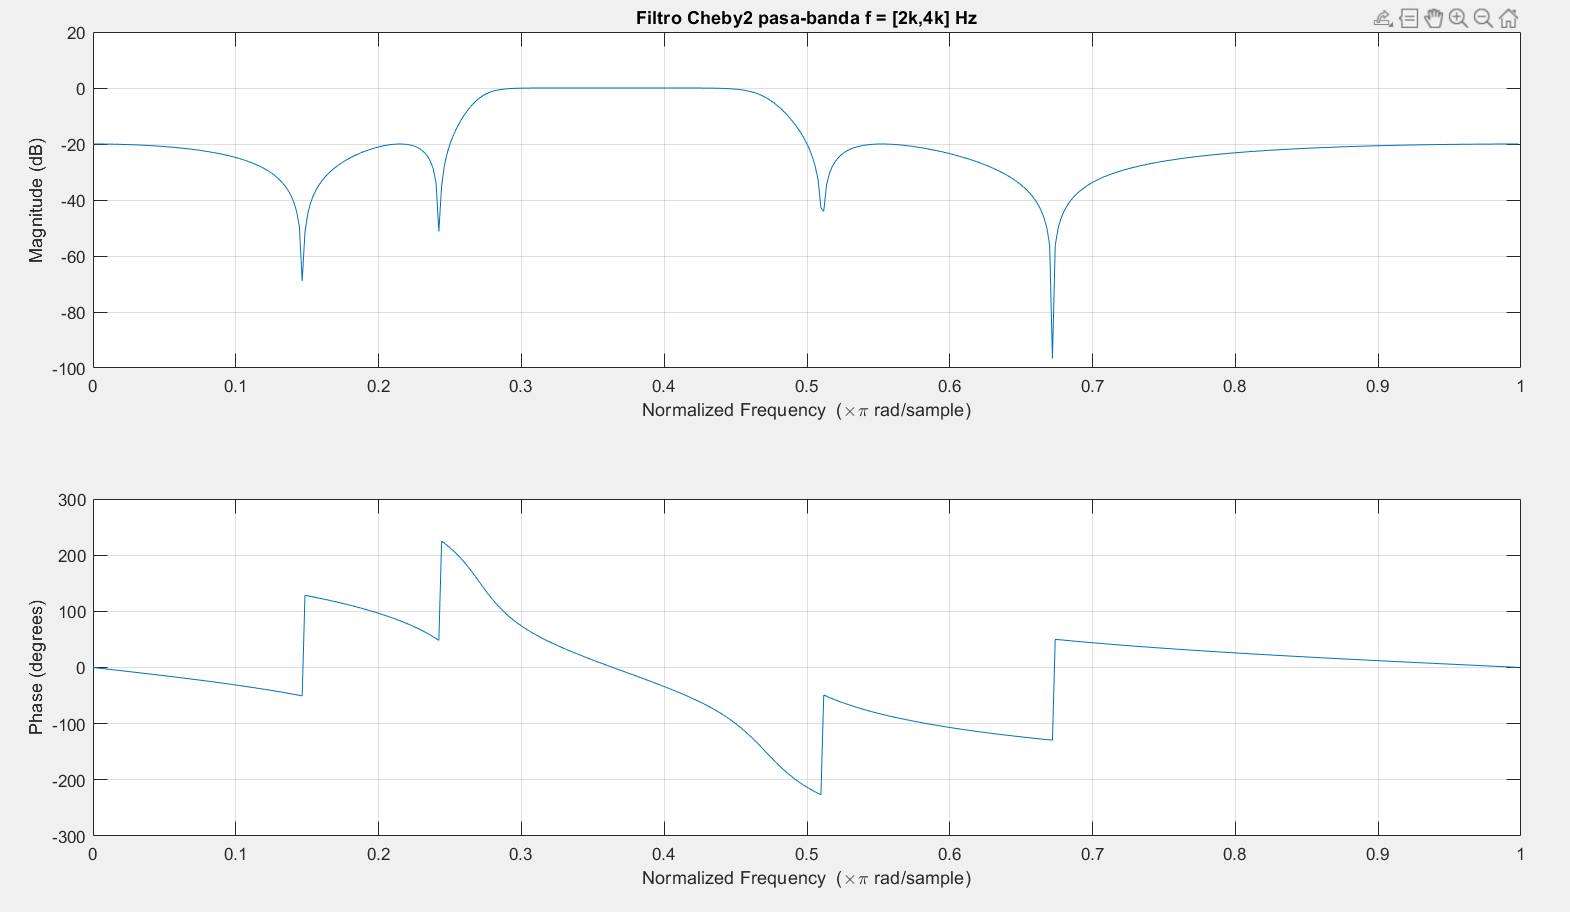 Filtro Cheby2 pasa-banda f = [2k,4k] Hz
20
0
-20
-40
-60
-80
-100
Magnitude (dB)
0 0.1 0.2 0.3 0.4 0.5 0.6 0.7 0.8 0.9 1
Normalized Frequency (×π rad/sample)
300
200
100
0
-100
-200
-300
Phase (degrees)
0 0.1 0.2 0.3 0.4 0.5 0.6 0.7 0.8 0.9 1
Normalized Frequency (×π rad/sample)